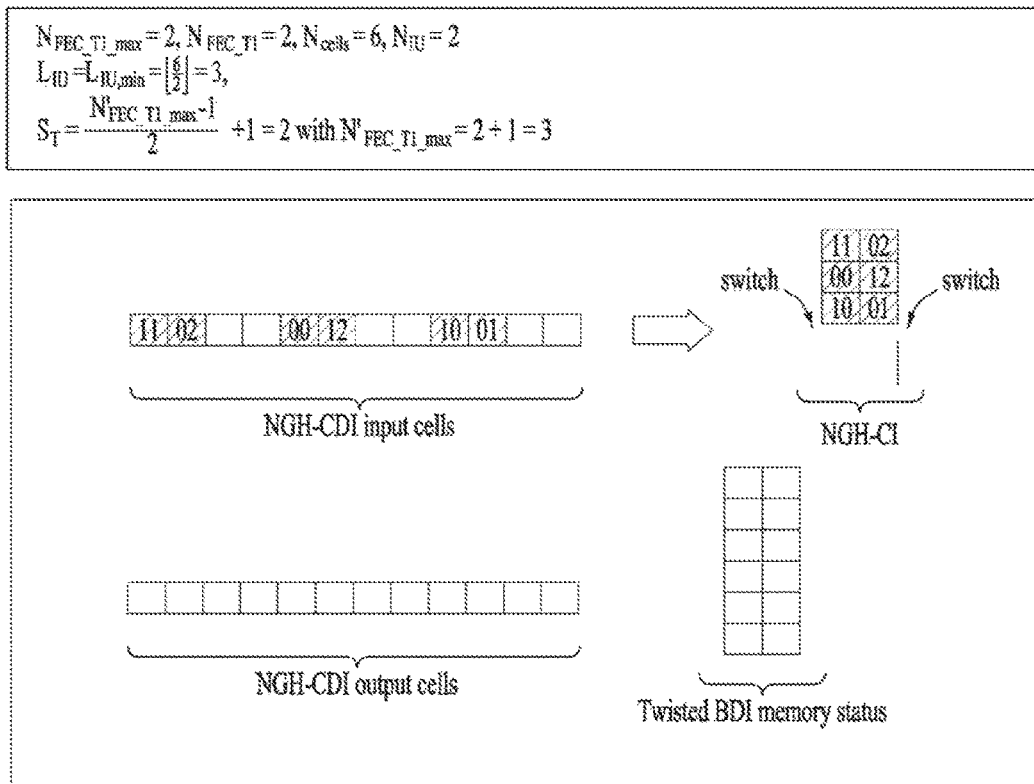 N_FEC_TI_max = 2, N_FEC_TI = 2, N_cells = 6, N_IU = 2
L_IU = L_IU,min = ⌊6/2⌋ = 3,
S_T = (N'_FEC_TI_max - 1)/2 + 1 = 2 with N'_FEC_TI_max = 2 + 1 = 3
11 02
switch 00 12 switch
11 02 00 12 10 01 10 01
NGH-CDI input cells
NGH-CI
NGH-CDI output cells
Twisted BDI memory status